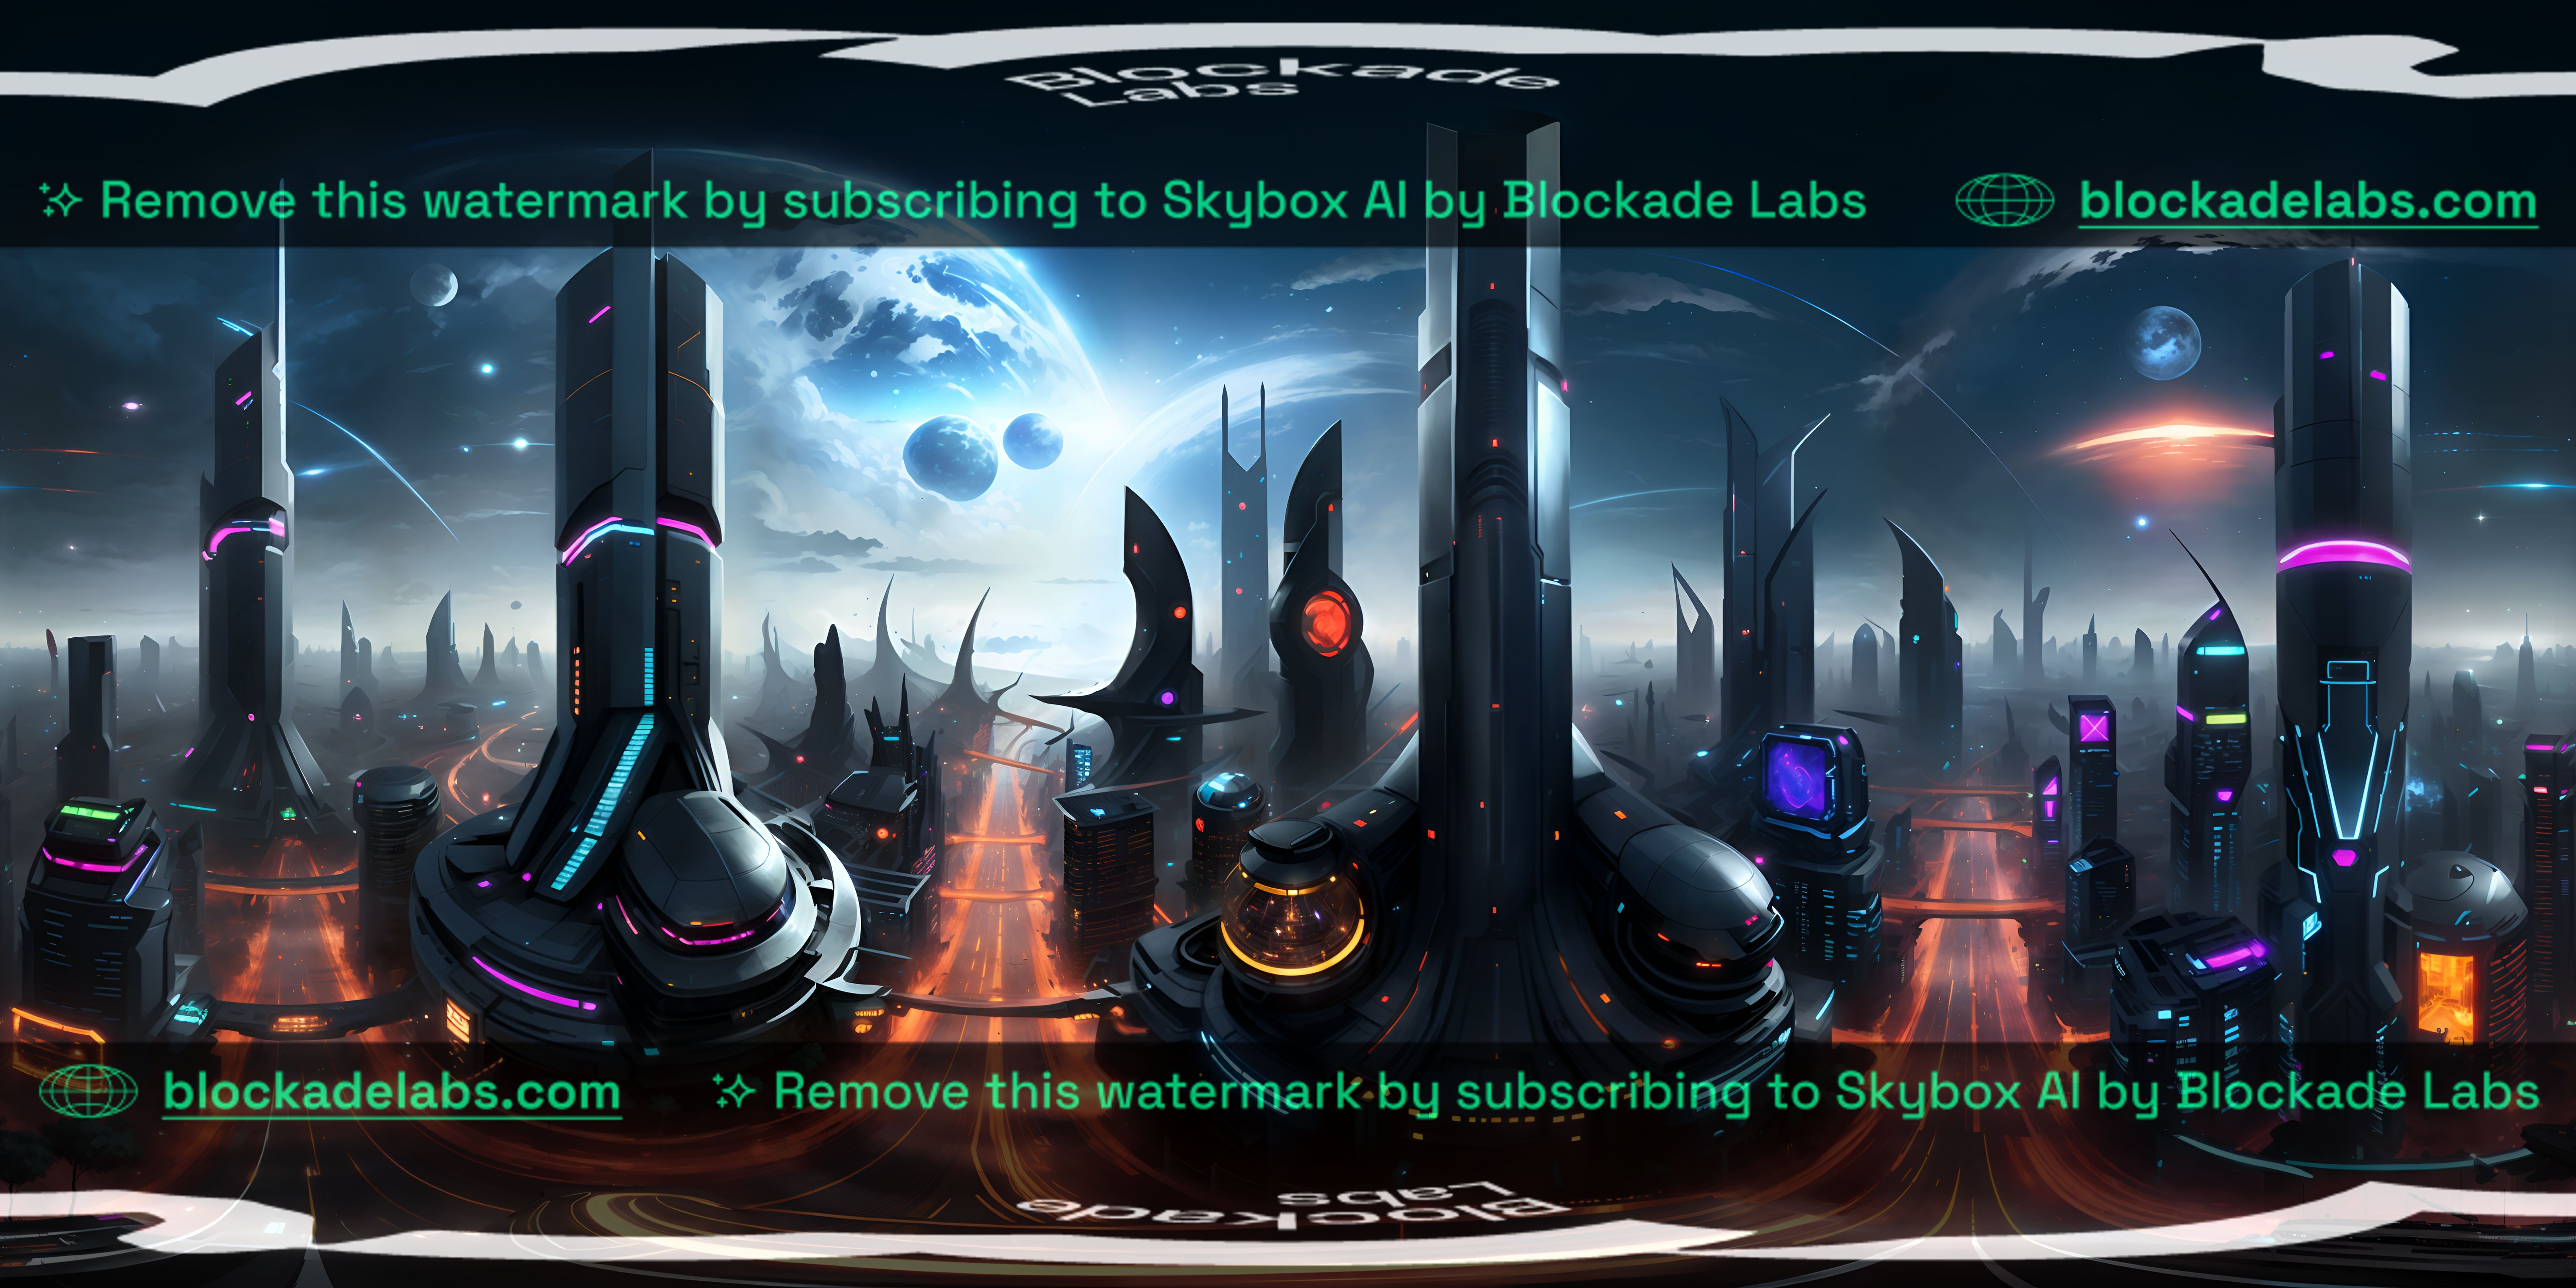 Blockade
Labs
Remove this watermark by subscribing to Skybox AI by Blockade Labs blockadelabs.com
blockadelabs.com Remove this watermark by subscribing to Skybox AI by Blockade Labs
Blockade
Labs